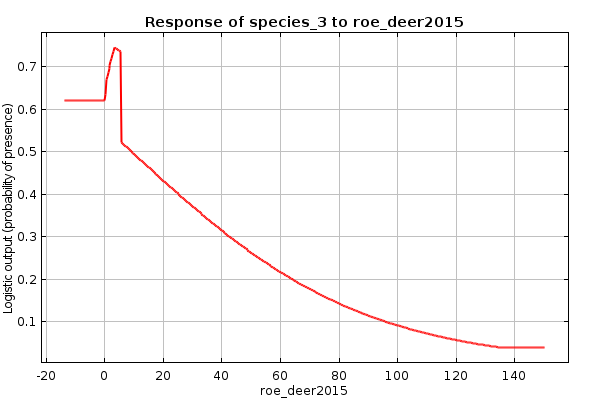 Response of species_3 to roe_deer2015
Logistic output (probability of presence)
0.7
0.6
0.5
0.4
0.3
0.2
0.1
-20 0 20 40 60 80 100 120 140
roe_deer2015